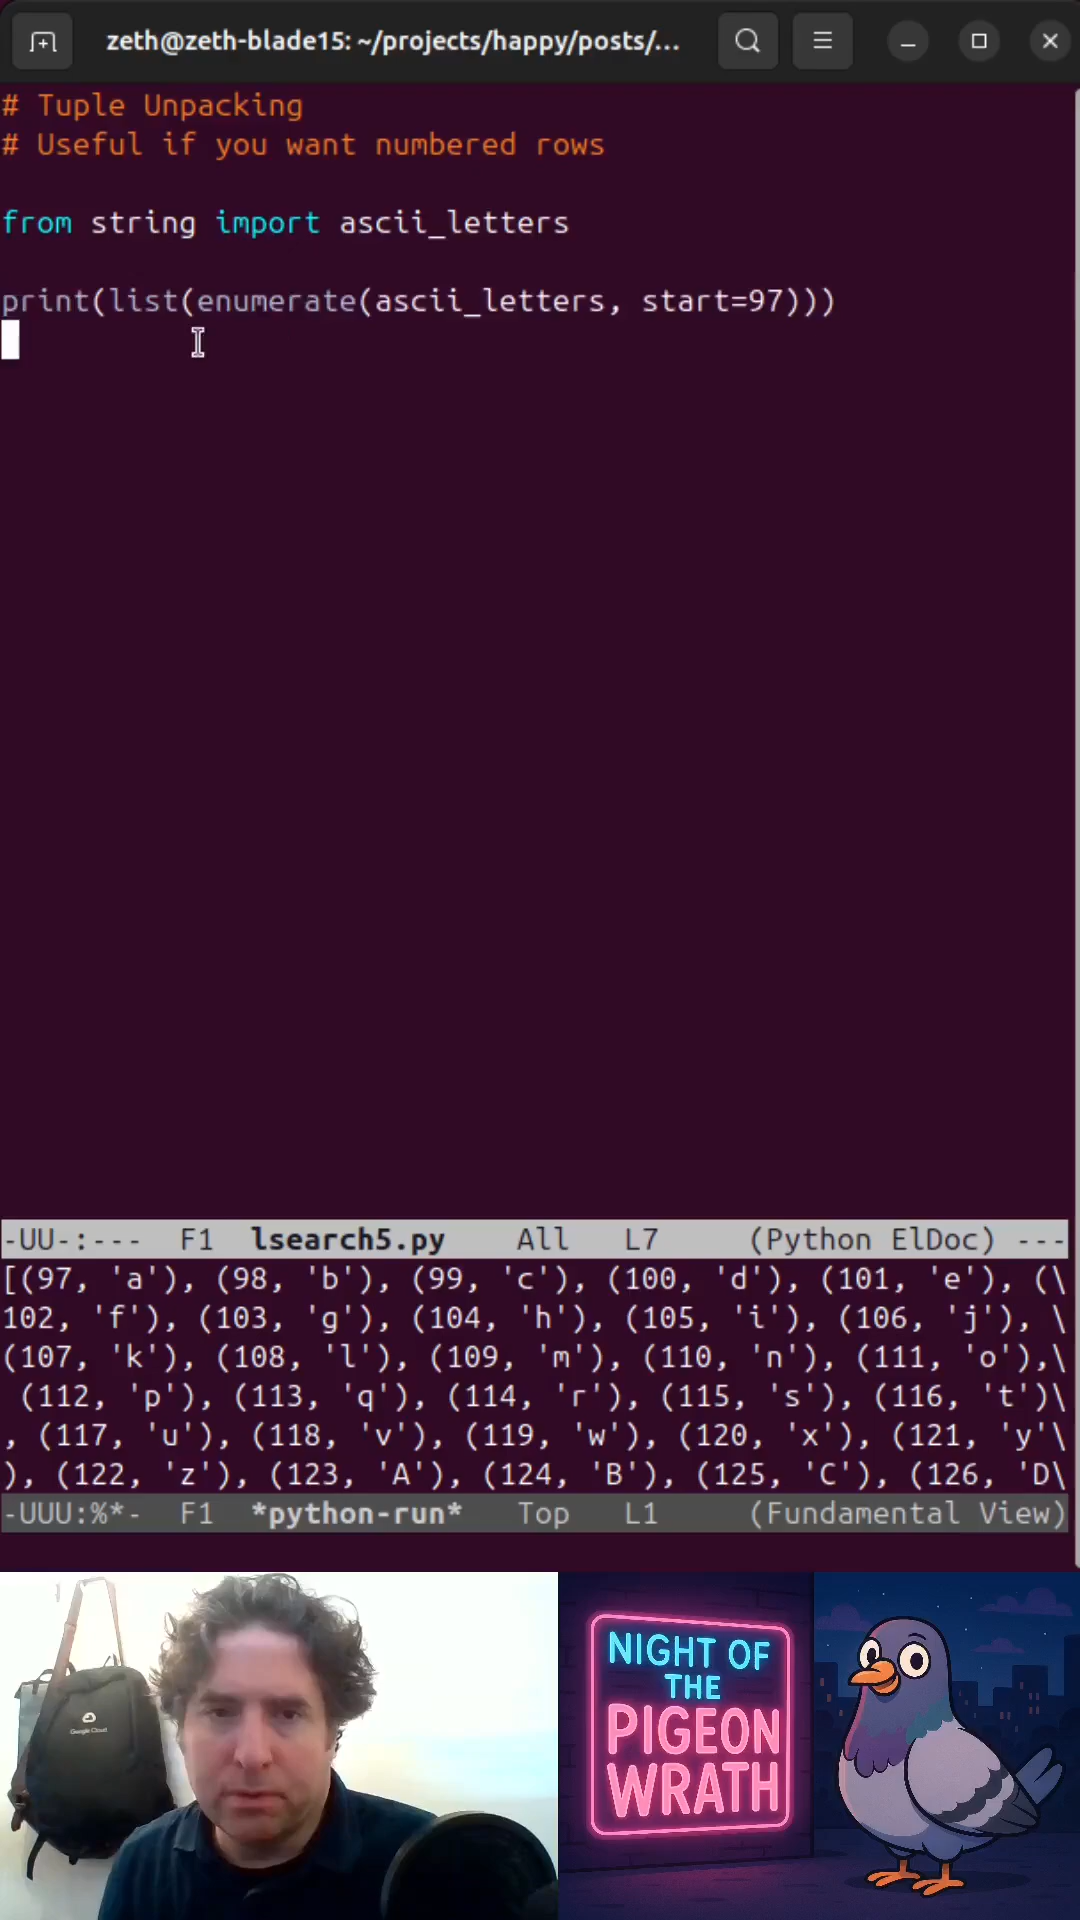 zeth@zeth-blade15: ~/projects/happy/posts/...
# Tuple Unpacking
# Useful if you want numbered rows
from string import ascii_letters
print(list(enumerate(ascii_letters, start=97)))
-UU-:--- F1 lsearch5.py All L7 (Python ElDoc) ---
[(97, 'a'), (98, 'b'), (99, 'c'), (100, 'd'), (101, 'e'), (\
102, 'f'), (103, 'g'), (104, 'h'), (105, 'i'), (106, 'j'), \
(107, 'k'), (108, 'l'), (109, 'm'), (110, 'n'), (111, 'o'),\
 (112, 'p'), (113, 'q'), (114, 'r'), (115, 's'), (116, 't')\
, (117, 'u'), (118, 'v'), (119, 'w'), (120, 'x'), (121, 'y'\
), (122, 'z'), (123, 'A'), (124, 'B'), (125, 'C'), (126, 'D\
-UUU:%*- F1 *python-run* Top L1 (Fundamental View)
Google Cloud
NIGHT OF
THE
PIGEON
WRATH